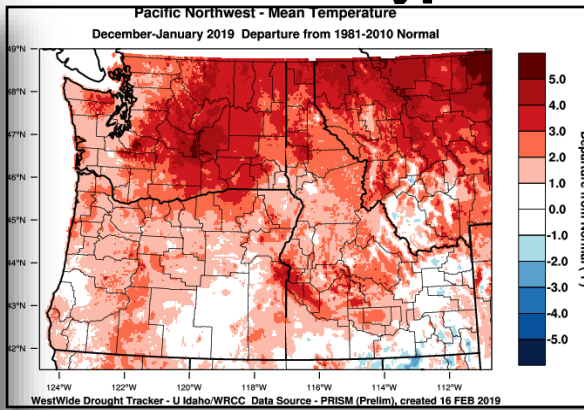 Pacific Northwest - Mean Temperature
December-January 2019 Departure from 1981-2010 Normal
49°N
48°N
47°N
46°N
45°N
44°N
43°N
42°N
124°W 122°W 120°W 118°W 116°W 114°W 112°W
5.0
4.0
3.0
2.0
1.0
0.0
-1.0
-2.0
-3.0
-4.0
-5.0
WestWide Drought Tracker - U Idaho/WRCC Data Source - PRISM (Prelim), created 16 FEB 2019